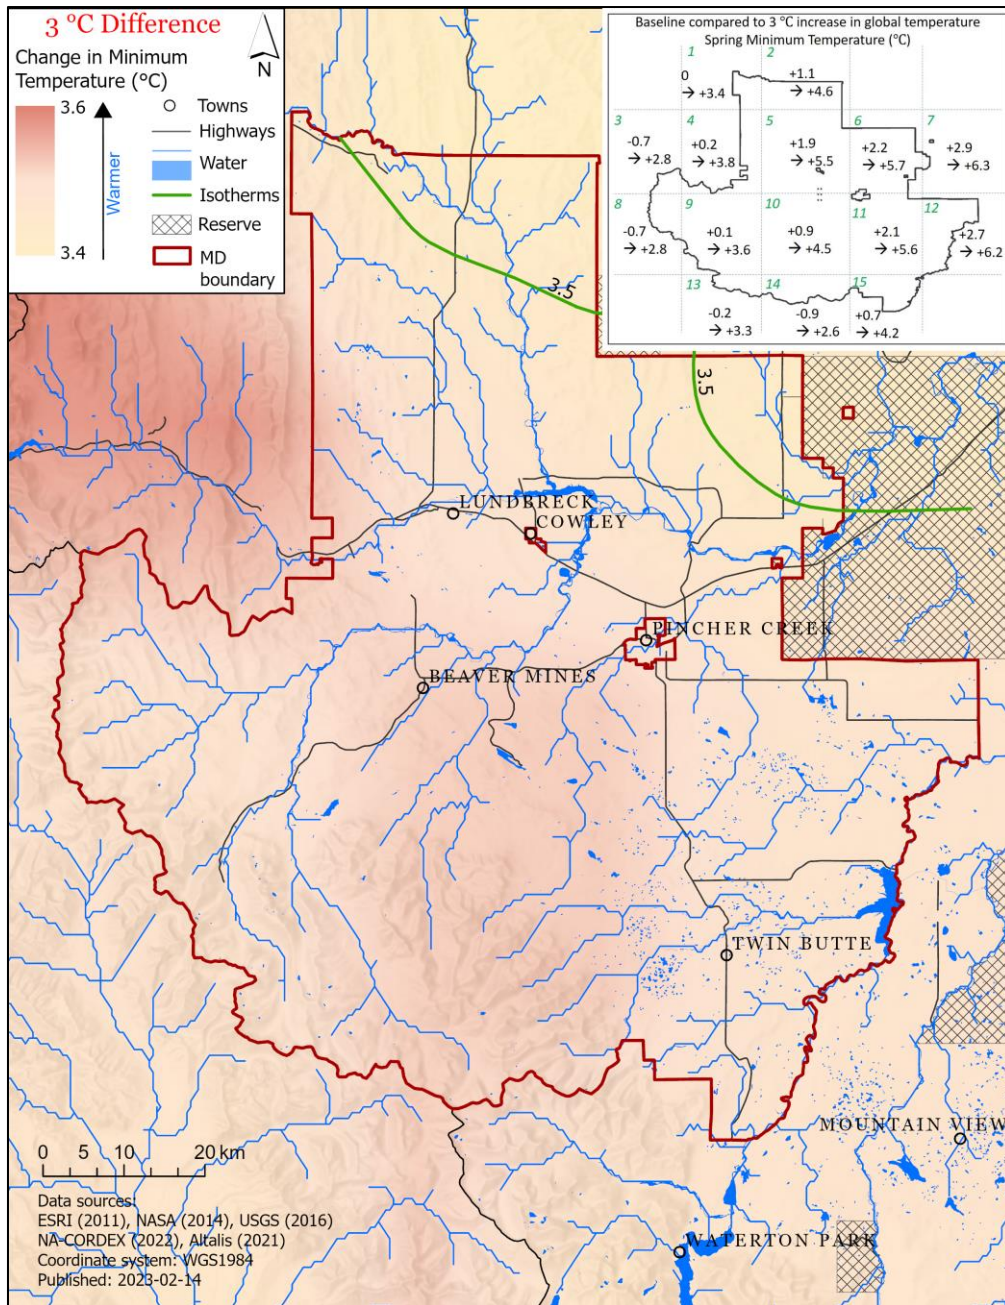 3 °C Difference
Change in Minimum
Temperature (°C)
3.6
3.4
Warmer
N
Towns
Highways
Water
Isotherms
Reserve
MD
boundary
Baseline compared to 3 °C increase in global temperature
Spring Minimum Temperature (°C)
1 2
0 +1.1
→ +3.4 → +4.6
3 4 5 6 7
-0.7 +0.2 +1.9 +2.2 +2.9
→ +2.8 → +3.8 → +5.5 → +5.7 → +6.3
8 9 10 11 12
-0.7 +0.1 +0.9 +2.1 +2.7
→ +2.8 → +3.6 → +4.5 → +5.6 → +6.2
13 14 15
-0.2 -0.9 +0.7
→ +3.3 → +2.6 → +4.2
3.5
3.5
LUNDBRECK
COWLEY
PINCHER CREEK
BEAVER MINES
TWIN BUTTE
MOUNTAIN VIEW
WATERTON PARK
0 5 10 20 km
Data sources:
ESRI (2011), NASA (2014), USGS (2016)
NA-CORDEX (2022), Altalis (2021)
Coordinate system: WGS1984
Published: 2023-02-14